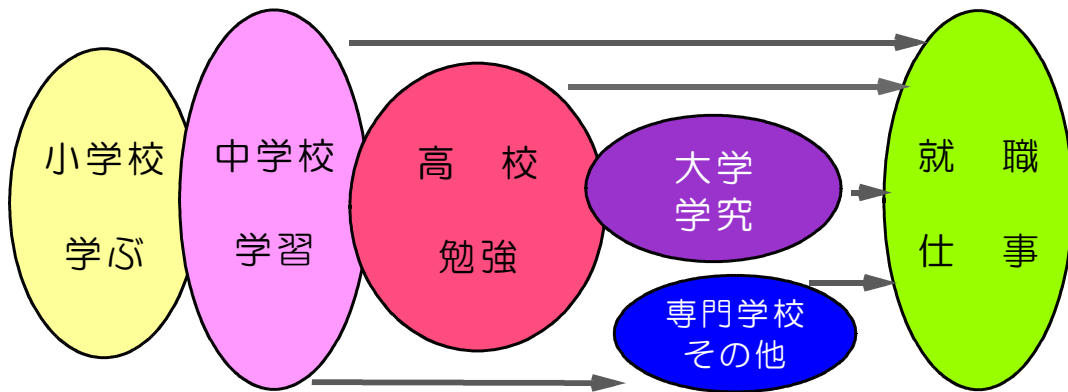 小学校
学ぶ
中学校
学習
高　校
勉強
大学
学究
専門学校
その他
就　職
仕　事